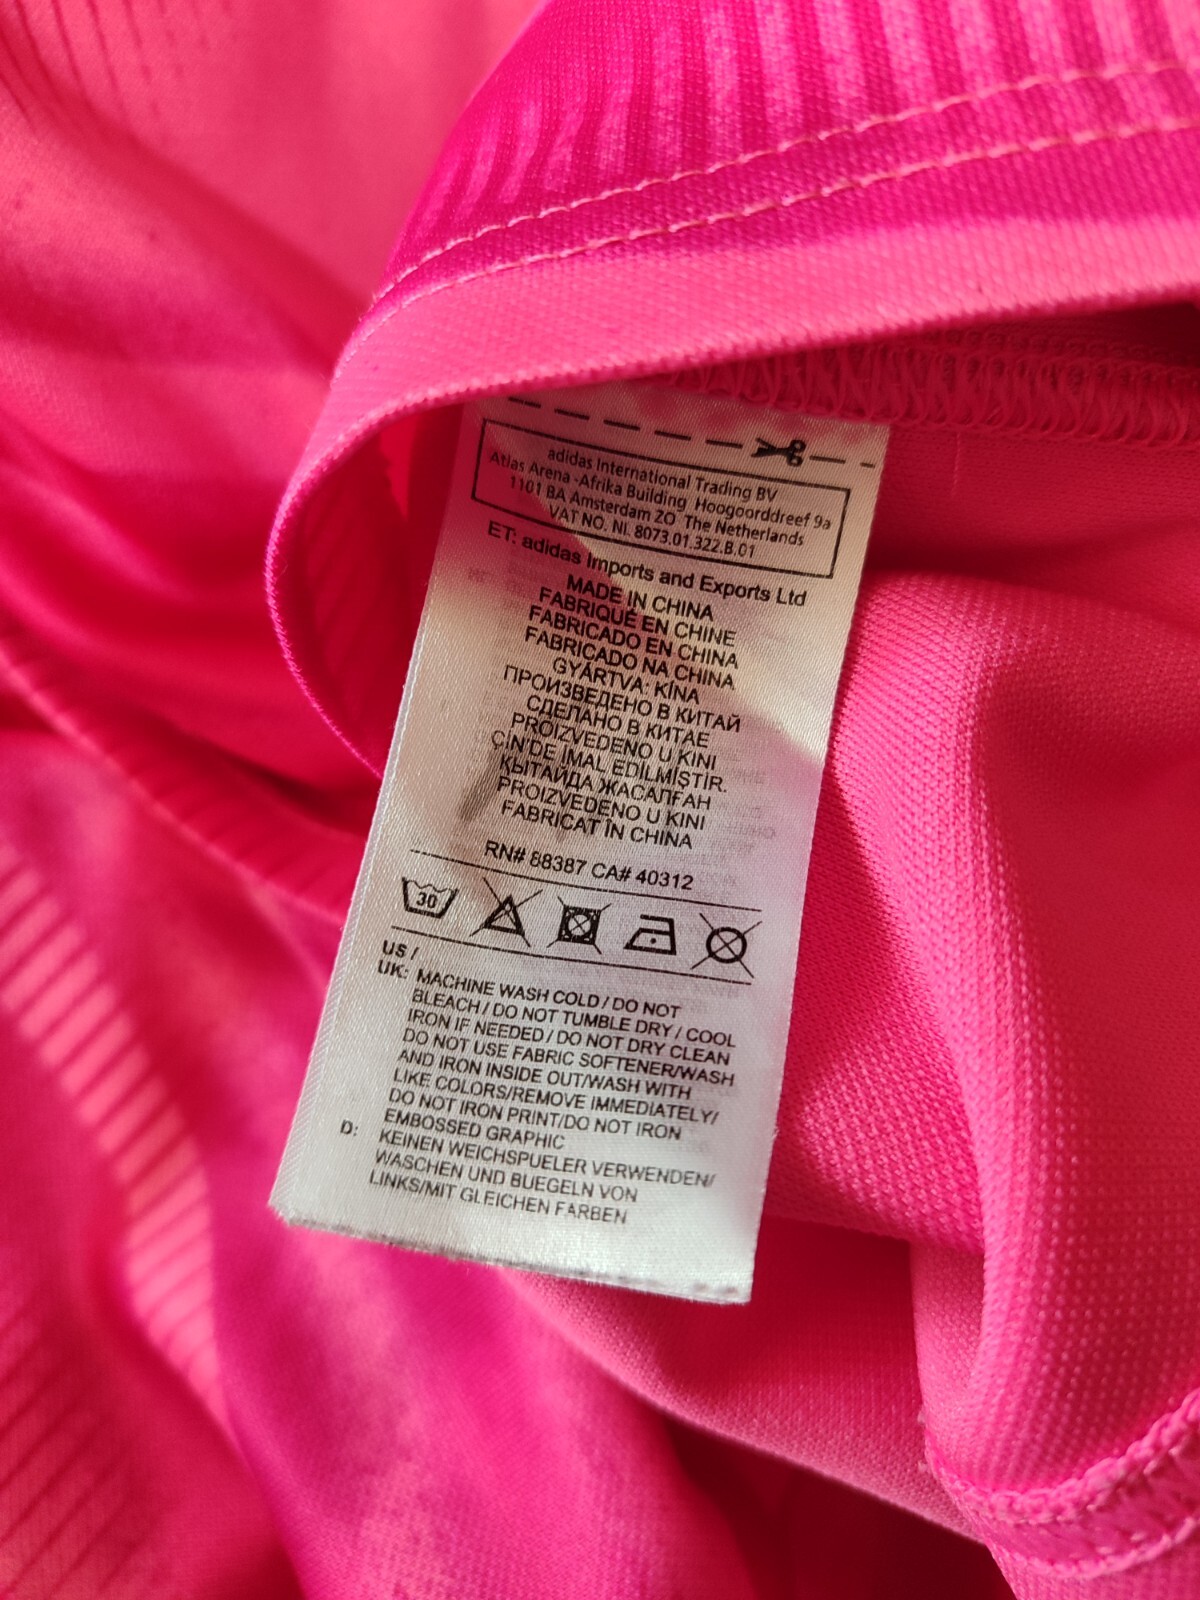 adidas International Trading BV
Atlas Arena -Afrika Building Hoogoorddreef 9a
1101 BA Amsterdam ZO The Netherlands
VAT NO. NL 8073.01.322.B.01
ET: adidas Imports and Exports Ltd
MADE IN CHINA
FABRIQUÉ EN CHINE
FABRICADO EN CHINA
FABRICADO NA CHINA
GYÁRTVA: KÍNA
ПРОИЗВЕДЕНО В КИТАЙ
СДЕЛАНО В КИТАЕ
PROIZVEDENO U KINI
ÇİN'DE İMAL EDİLMİŞTİR.
ҚЫТАЙДА ЖАСАЛҒАН
PROIZVEDENO U KINI
FABRICAT ÎN CHINA
RN# 88387 CA# 40312
30
US /
UK: MACHINE WASH COLD / DO NOT
BLEACH / DO NOT TUMBLE DRY / COOL
IRON IF NEEDED / DO NOT DRY CLEAN
DO NOT USE FABRIC SOFTENER/WASH
AND IRON INSIDE OUT/WASH WITH
LIKE COLORS/REMOVE IMMEDIATELY/
DO NOT IRON PRINT/DO NOT IRON
EMBOSSED GRAPHIC
D: KEINEN WEICHSPUELER VERWENDEN/
WASCHEN UND BUEGELN VON
LINKS/MIT GLEICHEN FARBEN